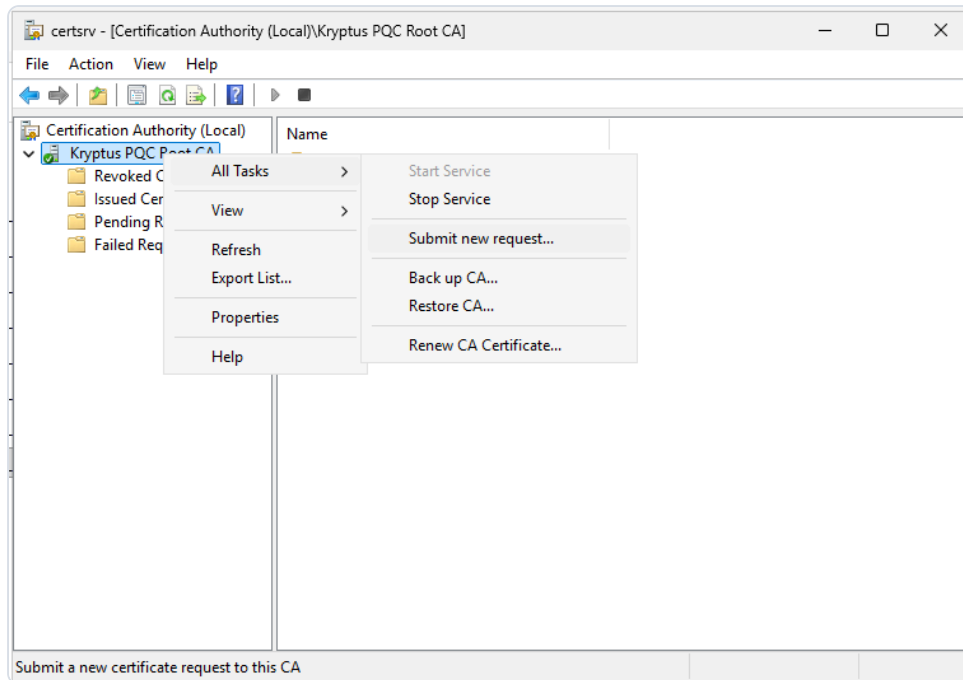 certsrv - [Certification Authority (Local)\Kryptus PQC Root CA]
File Action View Help
Certification Authority (Local)
Kryptus PQC Root CA
Revoked C
Issued Cer
Pending R
Failed Req
Name
All Tasks
View
Refresh
Export List...
Properties
Help
Start Service
Stop Service
Submit new request...
Back up CA...
Restore CA...
Renew CA Certificate...
Submit a new certificate request to this CA